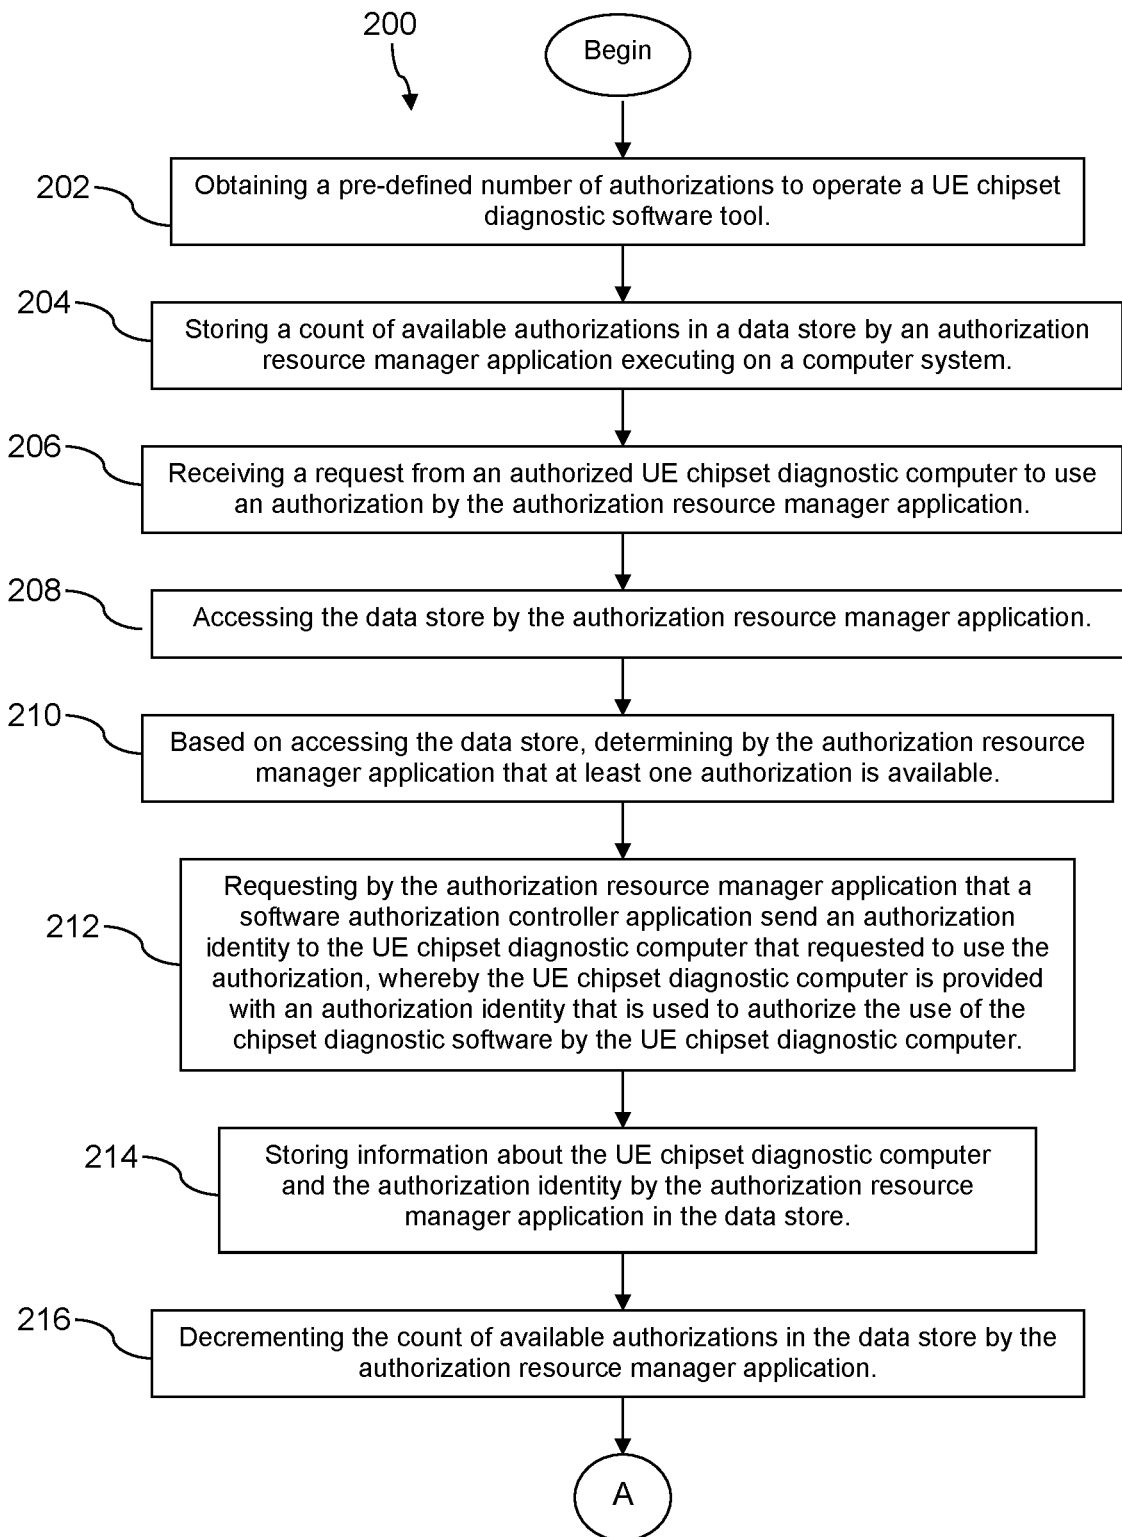 200
Begin
202
Obtaining a pre-defined number of authorizations to operate a UE chipset
diagnostic software tool.
204
Storing a count of available authorizations in a data store by an authorization
resource manager application executing on a computer system.
206
Receiving a request from an authorized UE chipset diagnostic computer to use
an authorization by the authorization resource manager application.
208
Accessing the data store by the authorization resource manager application.
210
Based on accessing the data store, determining by the authorization resource
manager application that at least one authorization is available.
212
Requesting by the authorization resource manager application that a
software authorization controller application send an authorization
identity to the UE chipset diagnostic computer that requested to use the
authorization, whereby the UE chipset diagnostic computer is provided
with an authorization identity that is used to authorize the use of the
chipset diagnostic software by the UE chipset diagnostic computer.
214
Storing information about the UE chipset diagnostic computer
and the authorization identity by the authorization resource
manager application in the data store.
216
Decrementing the count of available authorizations in the data store by the
authorization resource manager application.
A